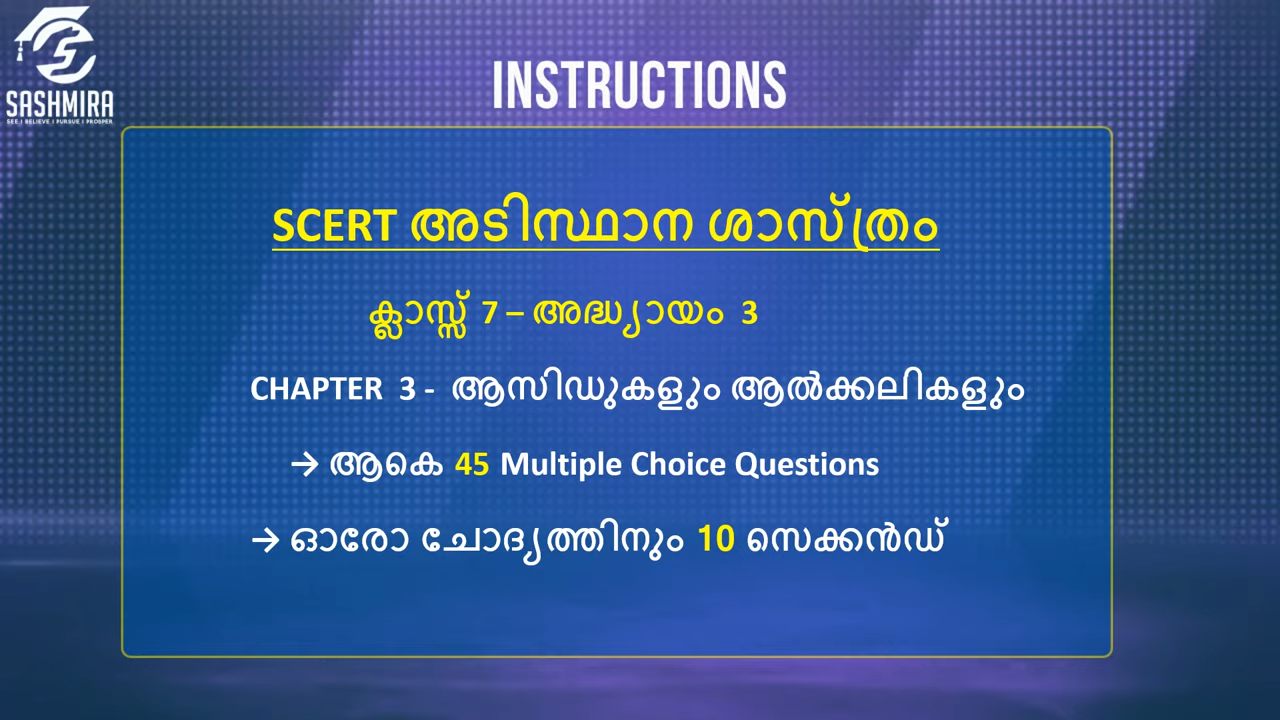 SASHMIRA
SEE I BELIEVE I PURSUE I PROSPER
INSTRUCTIONS
SCERT അടിസ്ഥാന ശാസ്ത്രം
ക്ലാസ്സ് 7 – അദ്ധ്യായം 3
CHAPTER 3 - ആസിഡുകളും ആൽക്കലികളും
→ ആകെ 45 Multiple Choice Questions
→ ഓരോ ചോദ്യത്തിനും 10 സെക്കൻഡ്